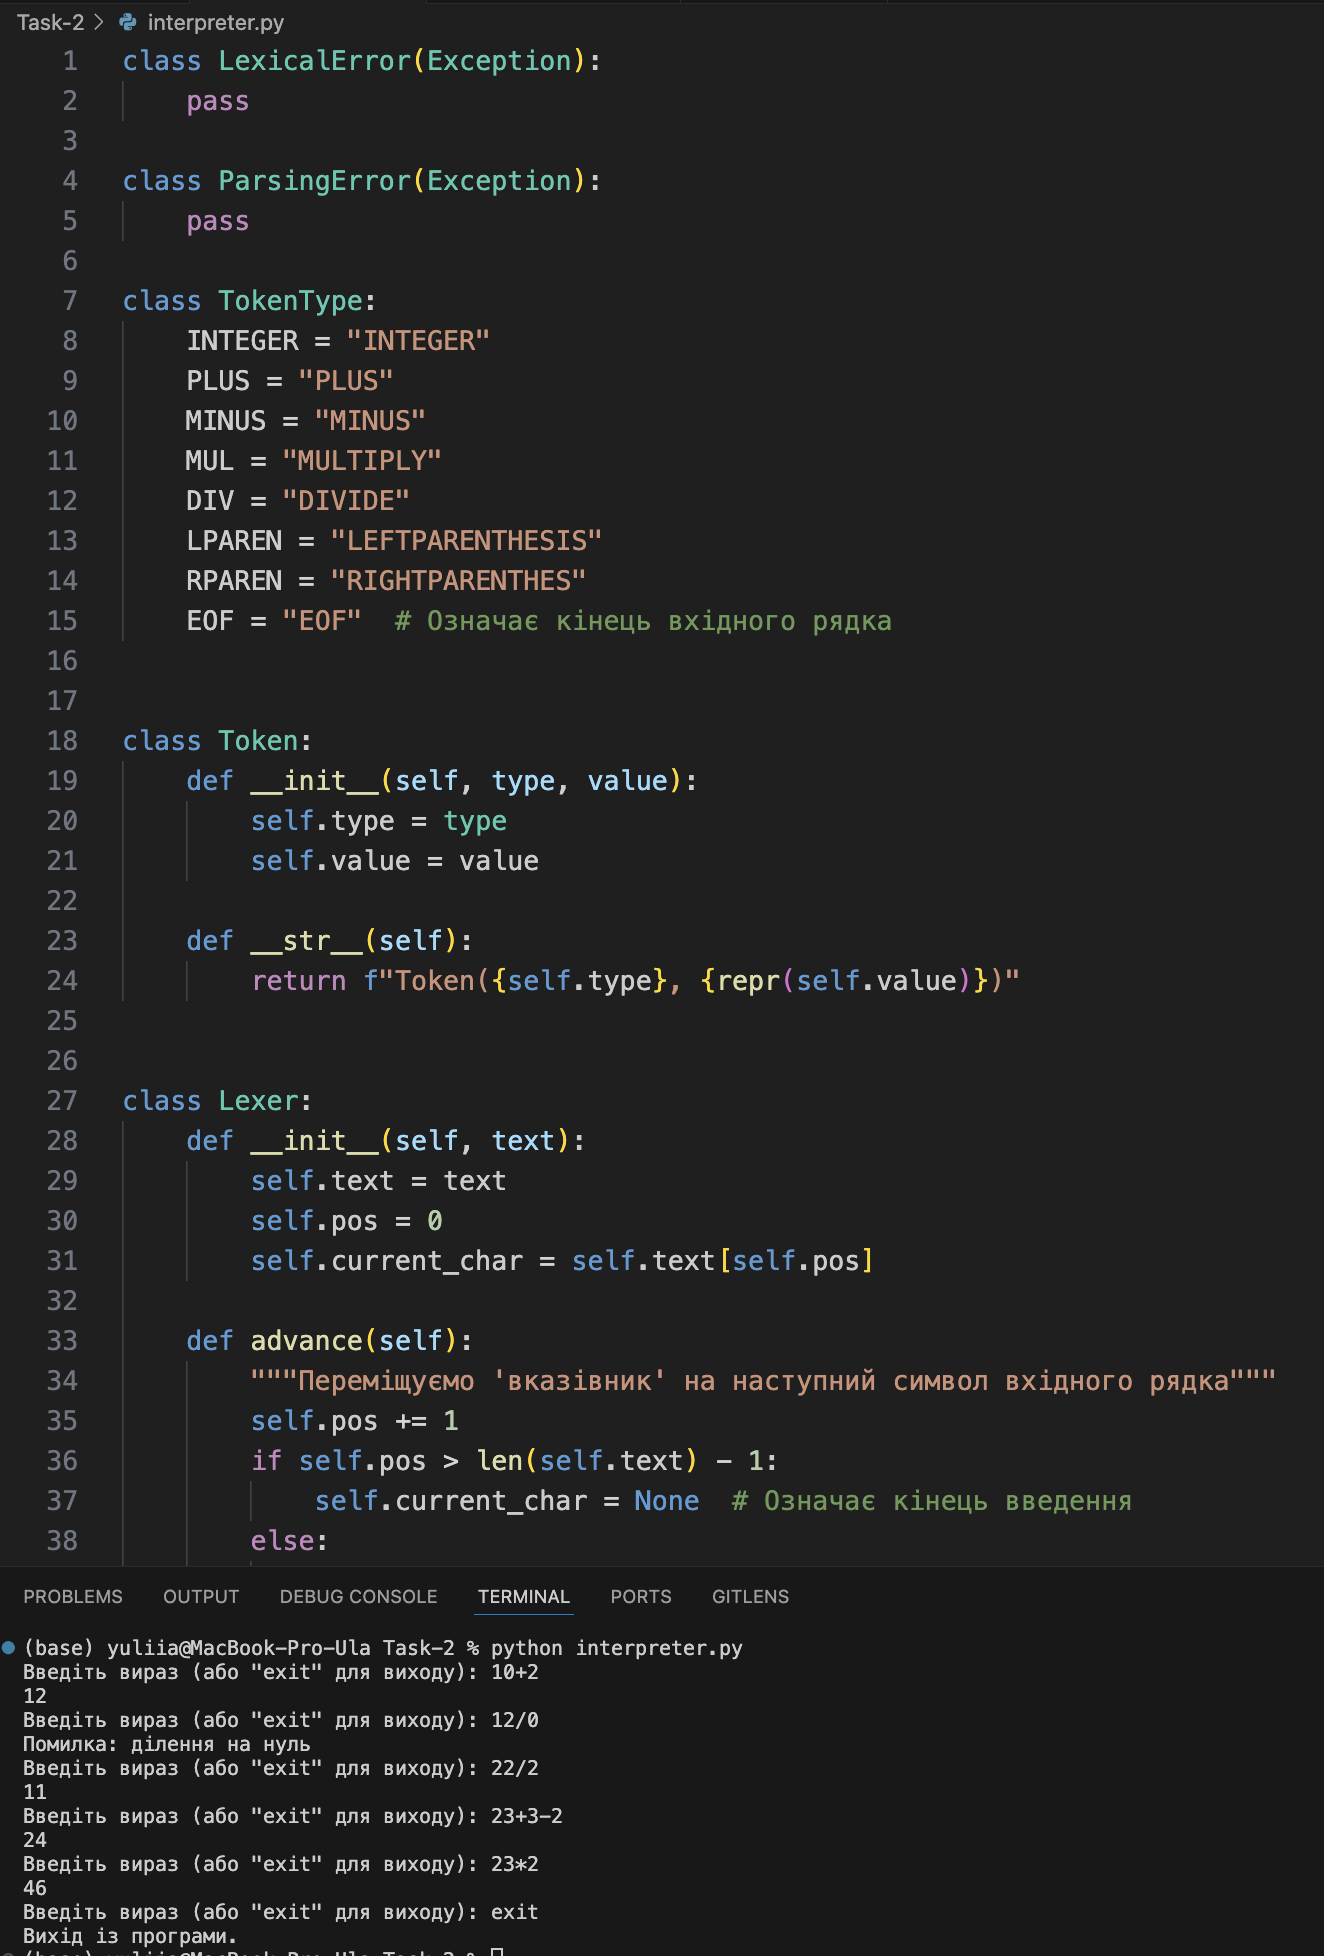 Task-2 > interpreter.py
1 class LexicalError(Exception):
2 pass
3
4 class ParsingError(Exception):
5 pass
6
7 class TokenType:
8 INTEGER = "INTEGER"
9 PLUS = "PLUS"
10 MINUS = "MINUS"
11 MUL = "MULTIPLY"
12 DIV = "DIVIDE"
13 LPAREN = "LEFTPARENTHESIS"
14 RPAREN = "RIGHTPARENTHES"
15 EOF = "EOF"  # Означає кінець вхідного рядка
16
17
18 class Token:
19 def __init__(self, type, value):
20 self.type = type
21 self.value = value
22
23 def __str__(self):
24 return f"Token({self.type}, {repr(self.value)})"
25
26
27 class Lexer:
28 def __init__(self, text):
29 self.text = text
30 self.pos = 0
31 self.current_char = self.text[self.pos]
32
33 def advance(self):
34 """Переміщуємо 'вказівник' на наступний символ вхідного рядка"""
35 self.pos += 1
36 if self.pos > len(self.text) - 1:
37 self.current_char = None  # Означає кінець введення
38 else:
PROBLEMS OUTPUT DEBUG CONSOLE TERMINAL PORTS GITLENS
(base) yuliia@MacBook-Pro-Ula Task-2 % python interpreter.py
Введіть вираз (або "exit" для виходу): 10+2
12
Введіть вираз (або "exit" для виходу): 12/0
Помилка: ділення на нуль
Введіть вираз (або "exit" для виходу): 22/2
11
Введіть вираз (або "exit" для виходу): 23+3-2
24
Введіть вираз (або "exit" для виходу): 23*2
46
Введіть вираз (або "exit" для виходу): exit
Вихід із програми.
(base) yuliia@MacBook-Pro-Ula Task-2 %